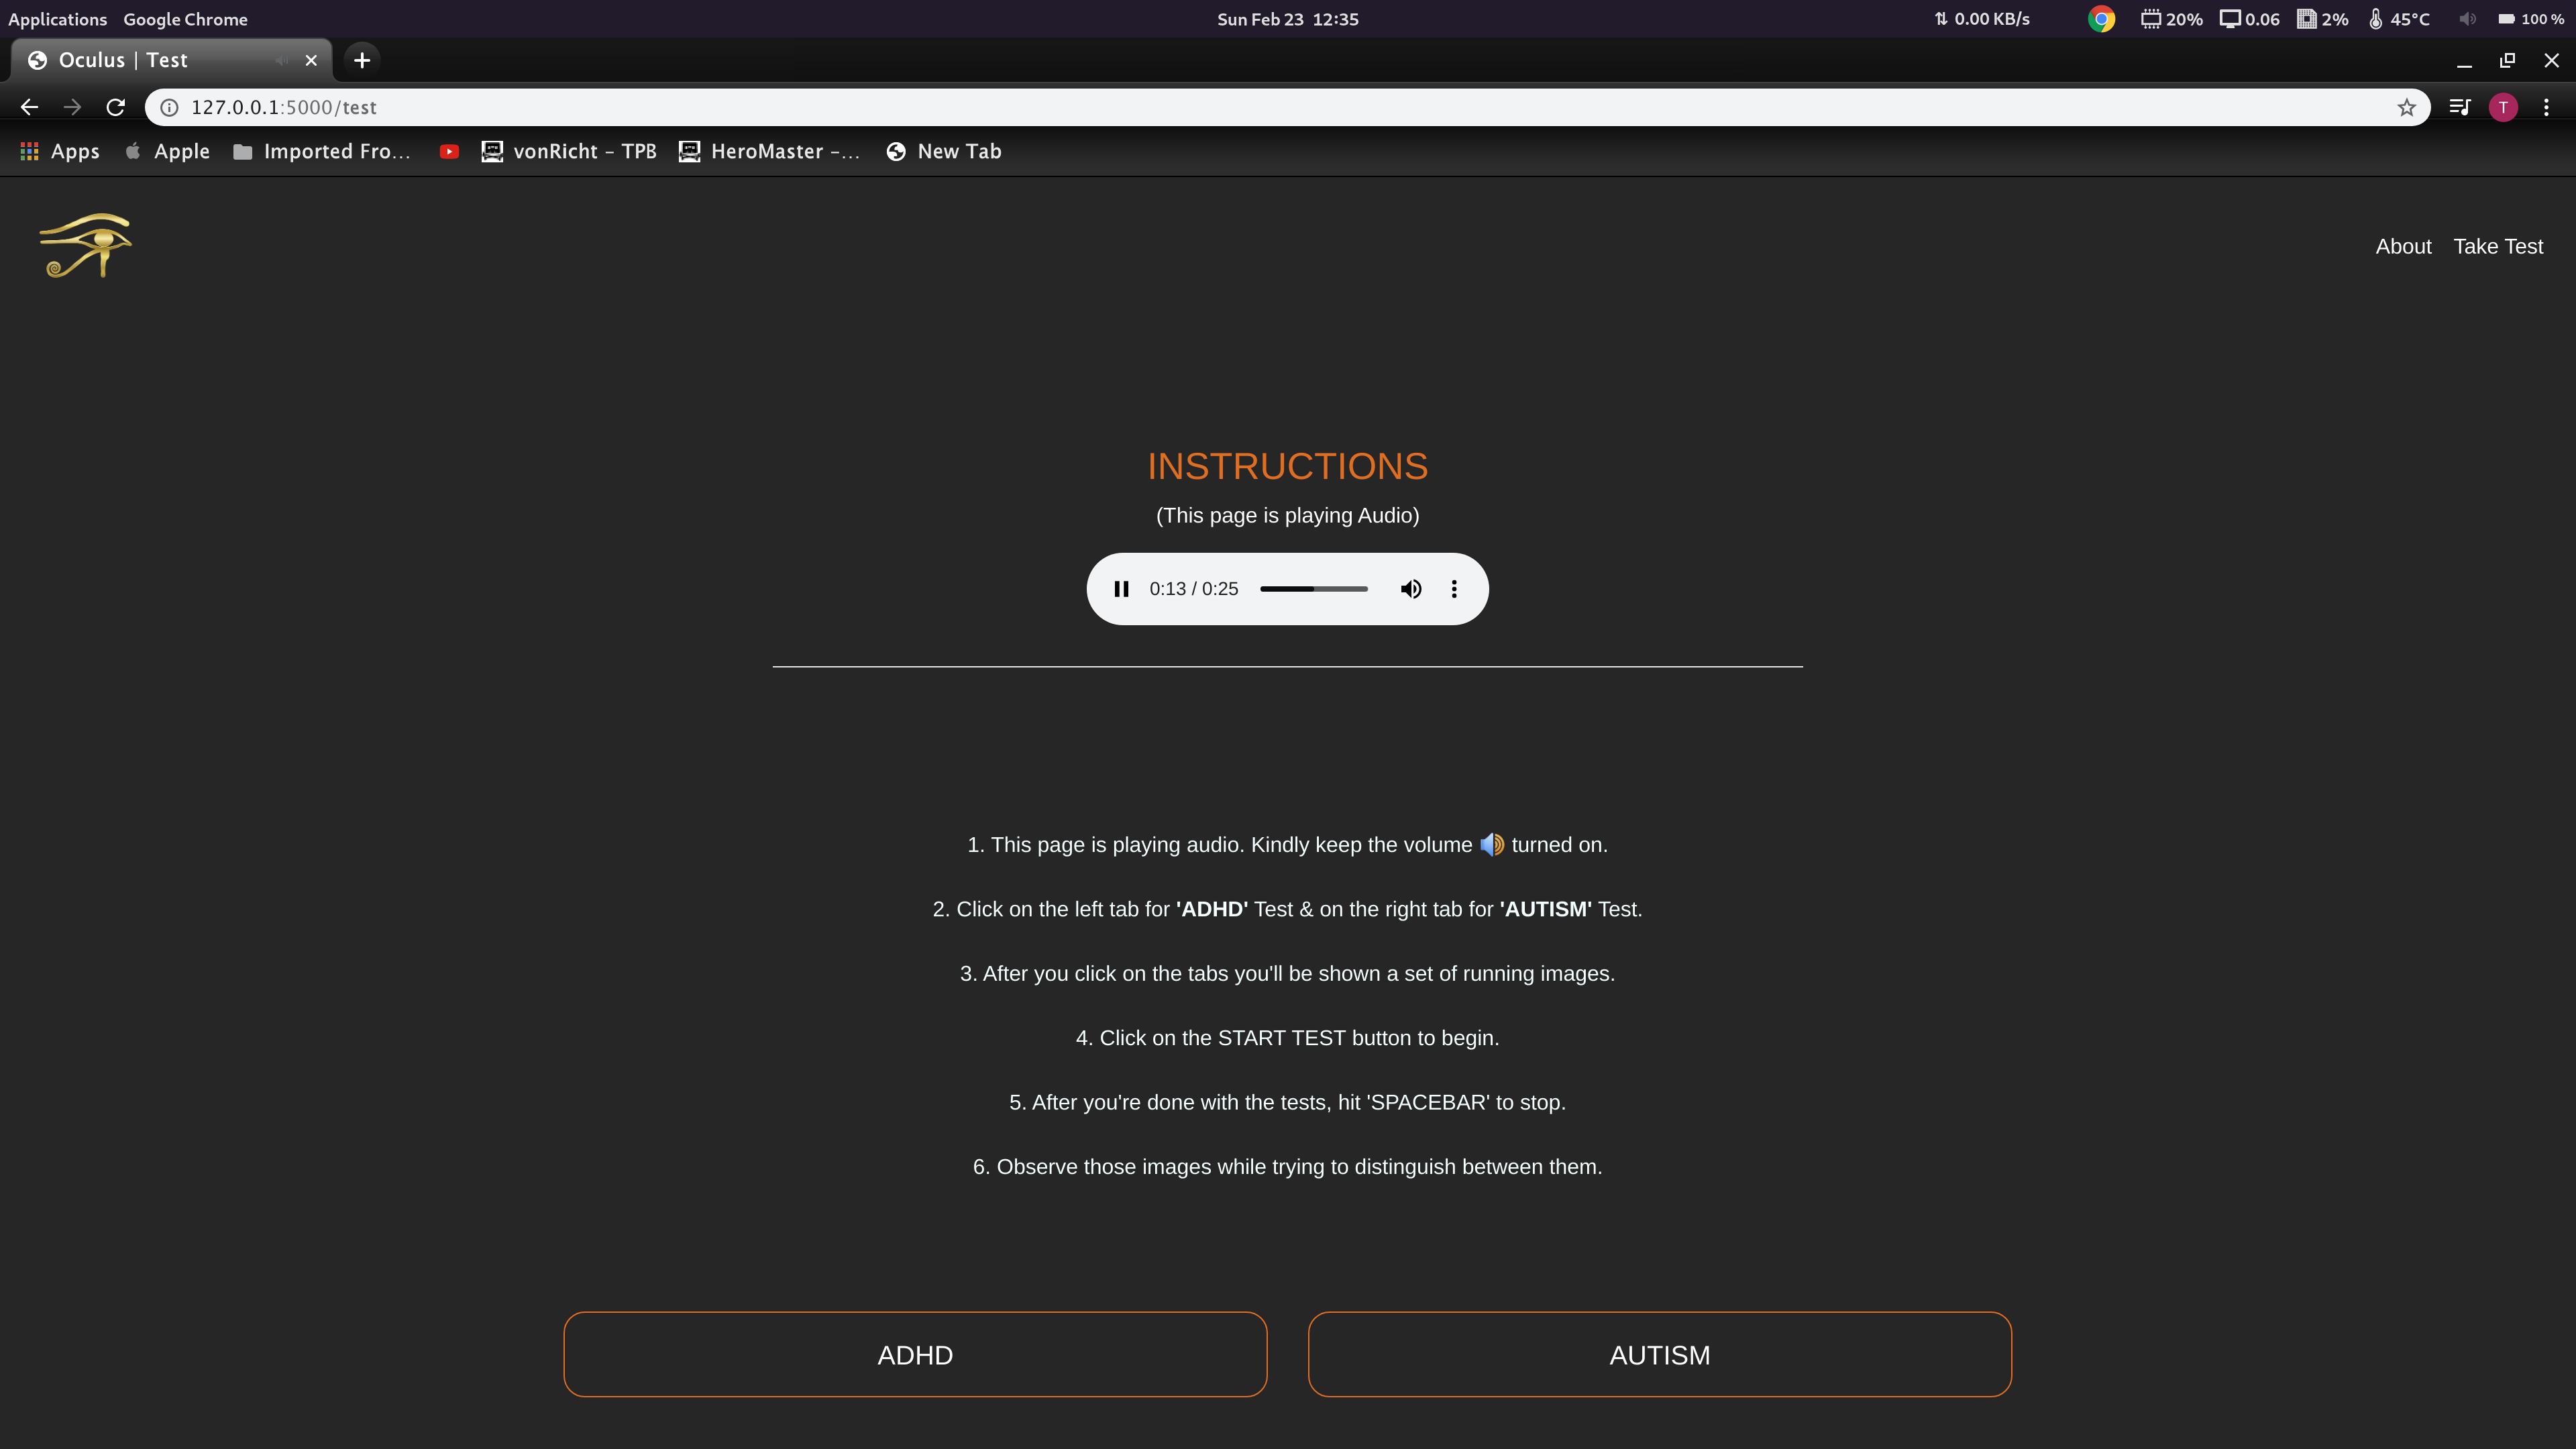 Applications Google Chrome Sun Feb 23 12:35 0.00 KB/s 20% 0.06 2% 45°C 100 %
Oculus | Test
127.0.0.1:5000/test T
Apps Apple Imported Fro... vonRicht – TPB HeroMaster –... New Tab
About Take Test
INSTRUCTIONS
(This page is playing Audio)
0:13 / 0:25
1. This page is playing audio. Kindly keep the volume 🔊 turned on.
2. Click on the left tab for 'ADHD' Test & on the right tab for 'AUTISM' Test.
3. After you click on the tabs you'll be shown a set of running images.
4. Click on the START TEST button to begin.
5. After you're done with the tests, hit 'SPACEBAR' to stop.
6. Observe those images while trying to distinguish between them.
ADHD AUTISM